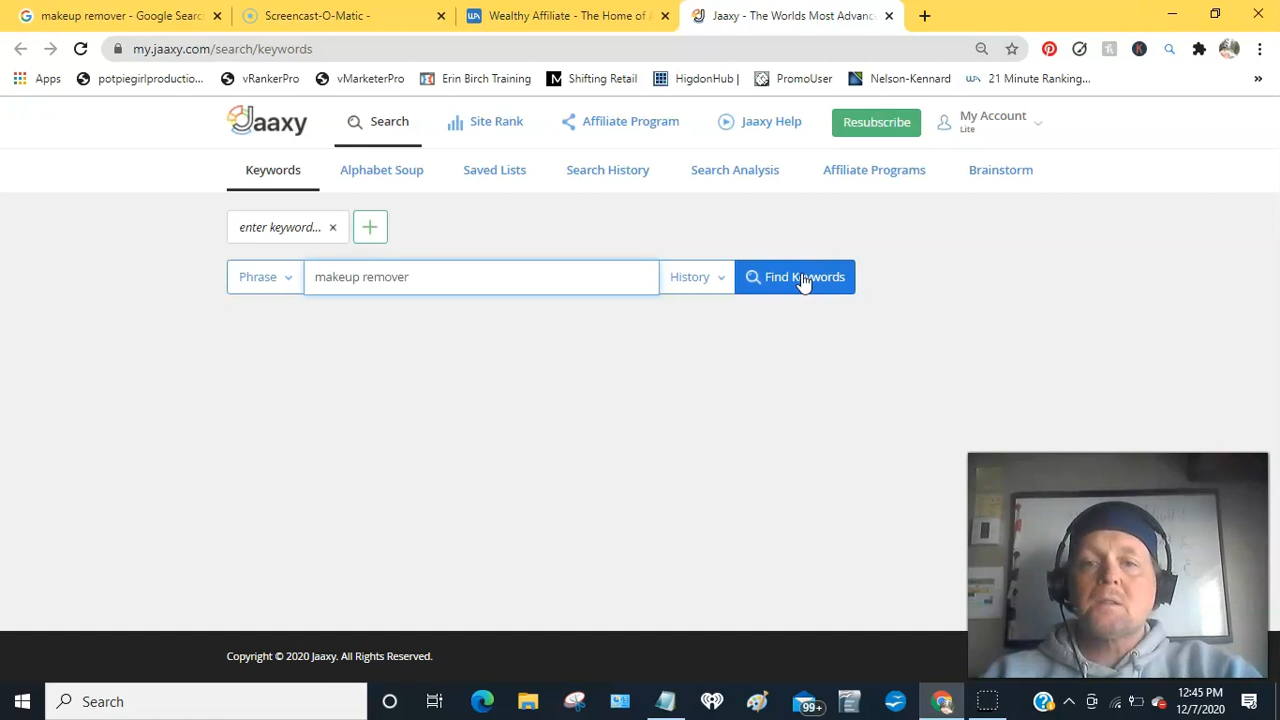 makeup remover - Google Searc
Screencast-O-Matic -
Wealthy Affiliate - The Home of A
Jaaxy - The Worlds Most Advanc
my.jaaxy.com/search/keywords
Apps
potpiegirlproductio...
vRankerPro
vMarketerPro
Erin Birch Training
Shifting Retail
HigdonHub |
PromoUser
Nelson-Kennard
21 Minute Ranking...
Jaaxy
Search
Site Rank
Affiliate Program
Jaaxy Help
Resubscribe
My Account
Lite
Keywords
Alphabet Soup
Saved Lists
Search History
Search Analysis
Affiliate Programs
Brainstorm
enter keyword...
Phrase
makeup remover
History
Find Keywords
Copyright © 2020 Jaaxy. All Rights Reserved.
Search
99+
12:45 PM
12/7/2020